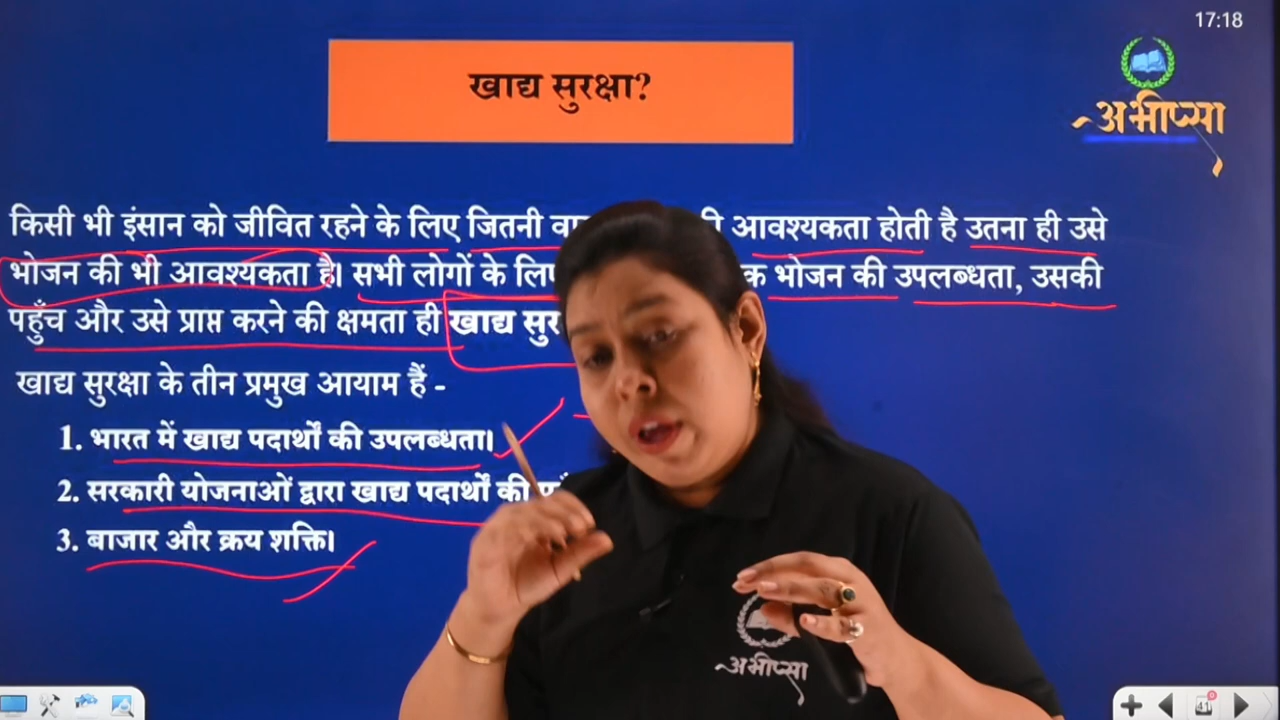 17:18
खाद्य सुरक्षा?
अभीप्सा
किसी भी इंसान को जीवित रहने के लिए जितनी आवश्यकता होती है उतना ही उसे
भोजन की भी आवश्यकता है। सभी लोगों के भोजन की उपलब्धता, उसकी
पहुँच और उसे प्राप्त करने की क्षमता ही खाद्य
खाद्य सुरक्षा के तीन प्रमुख आयाम हैं -
1. भारत में खाद्य पदार्थों की उपलब्धता।
2. सरकारी योजनाओं द्वारा खाद्य पदार्थों की
3. बाजार और क्रय शक्ति।
अभीप्सा
41